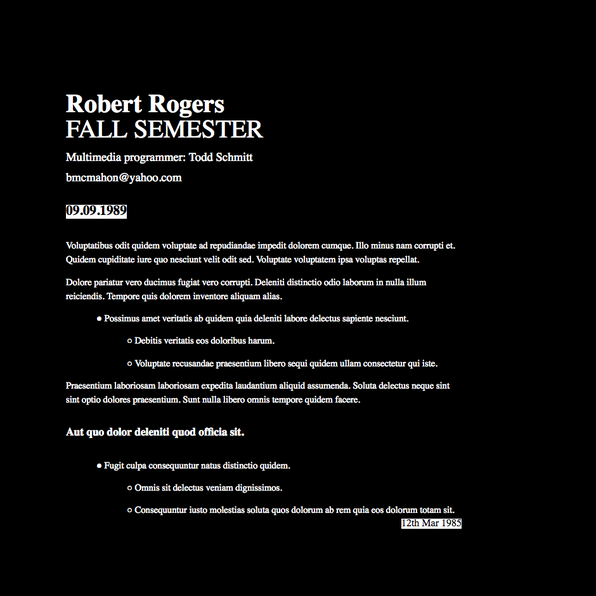 Robert Rogers
FALL SEMESTER
Multimedia programmer: Todd Schmitt
bmcmahon@yahoo.com
09.09.1989
Voluptatibus odit quidem voluptate ad repudiandae impedit dolorem cumque. Illo minus nam corrupti et.
Quidem cupiditate iure quo nesciunt velit odit sed. Voluptate voluptatem ipsa voluptas repellat.
Dolore pariatur vero ducimus fugiat vero corrupti. Deleniti distinctio odio laborum in nulla illum
reiciendis. Tempore quis dolorem inventore aliquam alias.
Possimus amet veritatis ab quidem quia deleniti labore delectus sapiente nesciunt.
Debitis veritatis eos doloribus harum.
Voluptate recusandae praesentium libero sequi quidem ullam consectetur qui iste.
Praesentium laboriosam laboriosam expedita laudantium aliquid assumenda. Soluta delectus neque sint
sint optio dolores praesentium. Sunt nulla libero omnis tempore quidem facere.
Aut quo dolor deleniti quod officia sit.
Fugit culpa consequuntur natus distinctio quidem.
Omnis sit delectus veniam dignissimos.
Consequuntur iusto molestias soluta quos dolorum ab rem quia eos dolorum totam sit.
12th Mar 1985